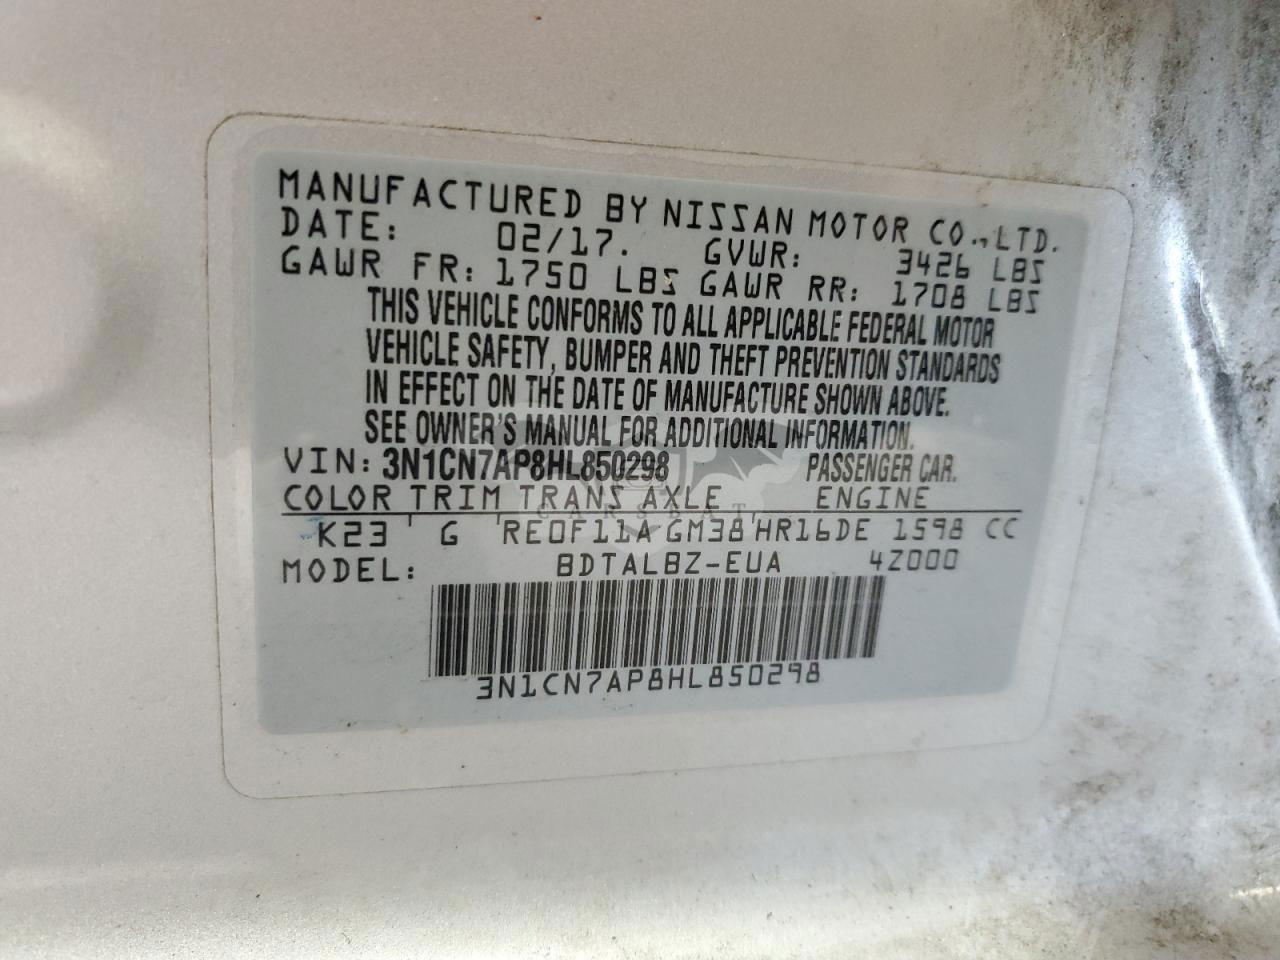 MANUFACTURED BY NISSAN MOTOR CO.,LTD.
DATE: 02/17. GVWR: 3426 LBS
GAWR FR: 1750 LBS GAWR RR: 1708 LBS
THIS VEHICLE CONFORMS TO ALL APPLICABLE FEDERAL MOTOR
VEHICLE SAFETY, BUMPER AND THEFT PREVENTION STANDARDS
IN EFFECT ON THE DATE OF MANUFACTURE SHOWN ABOVE.
SEE OWNER'S MANUAL FOR ADDITIONAL INFORMATION.
VIN: 3N1CN7AP8HL850298 PASSENGER CAR.
COLOR TRIM TRANS AXLE ENGINE
CARSBAT
K23 G RE0F11A GM38 HR16DE 1598 CC
MODEL: BDTALBZ-EUA 4Z000
3N1CN7AP8HL850298